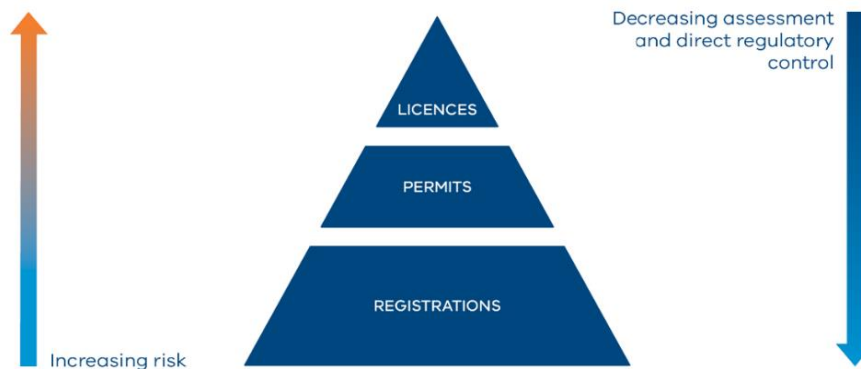 Decreasing assessment
and direct regulatory
control
LICENCES
PERMITS
REGISTRATIONS
Increasing risk